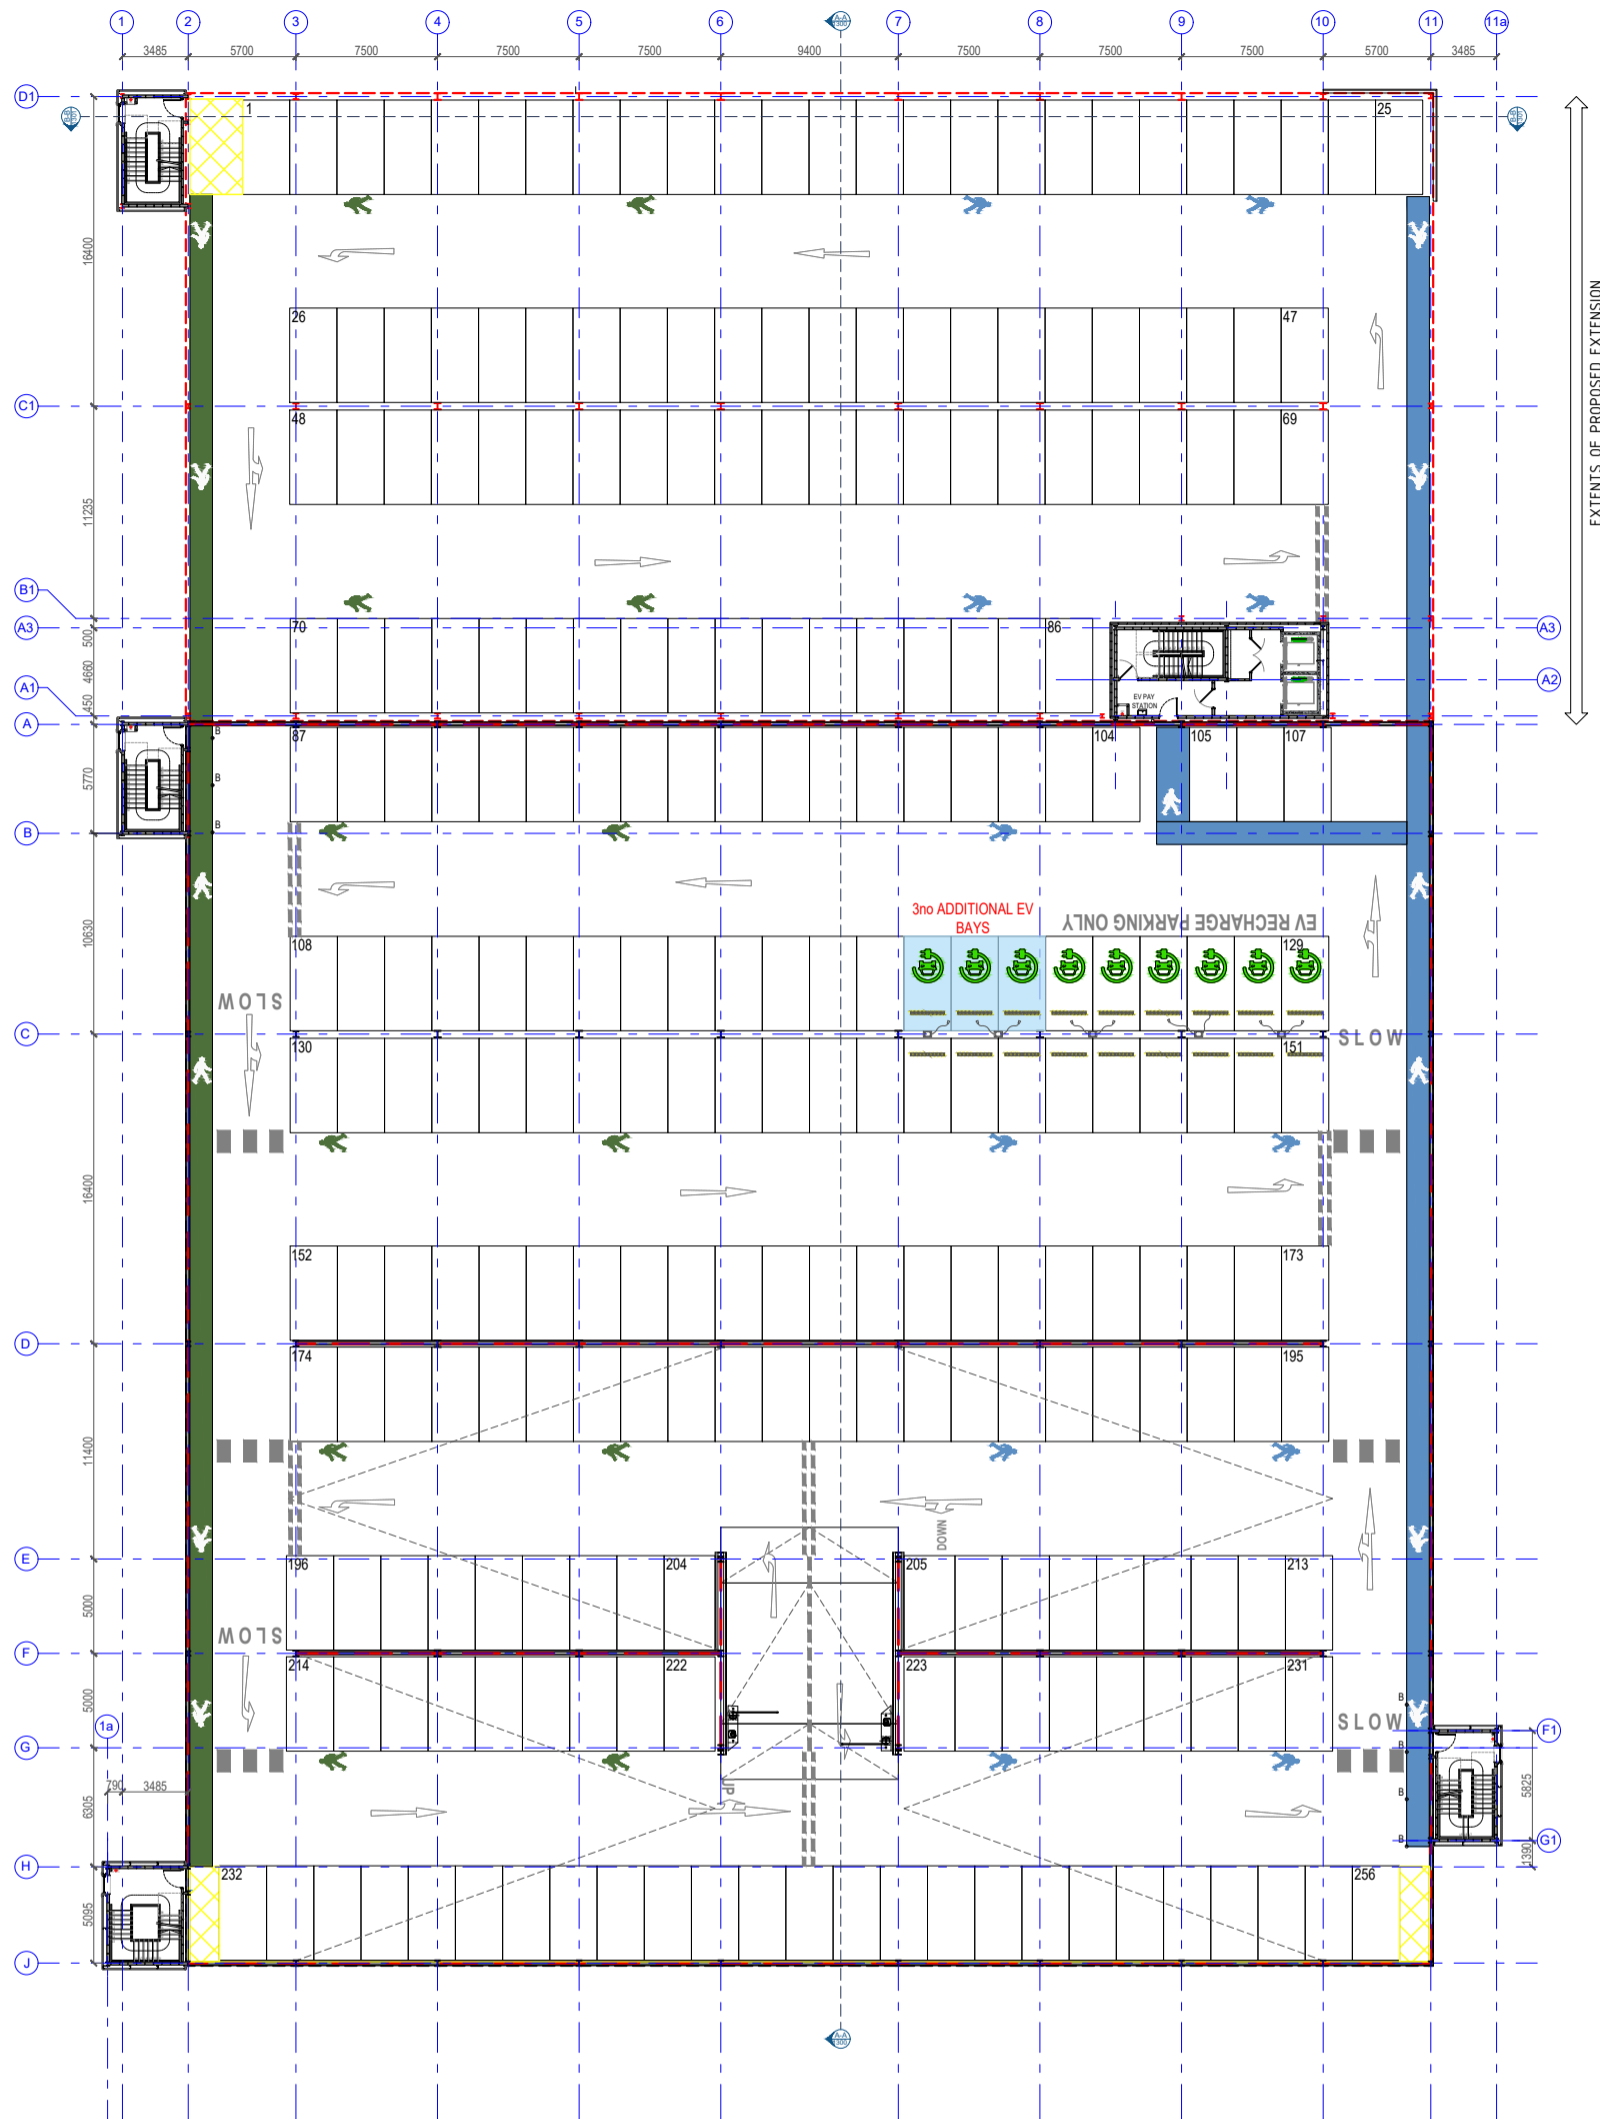 1 2 3 4 5 6 7 8 9 10 11 11a
3485 5700 7500 7500 7500 9400 7500 7500 7500 5700 3485
A-A
D1
B-B
B-B
1 25
16400
EXTENTS OF PROPOSED EXTENSION
26 47
C1
48 69
11235
B1
A3 A3
500
70 86
4660
A2
A1
450
EV PAY
STATION
A
87 104 105 107
B
B
B
5770
B
3no ADDITIONAL EV
BAYS
EV RECHARGE PARKING ONLY
10630
108 129
SLOW
C
SLOW
130 151
16400
152 173
D
174 195
11400
DOWN
E
196 204 205 213
5000
SLOW
F
214 222 223 231
5000
B
SLOW
1a
F1
G
B
790 3485
UP
5825
6305
B
B
G1
1390
H
232 256
5095
J
A-A